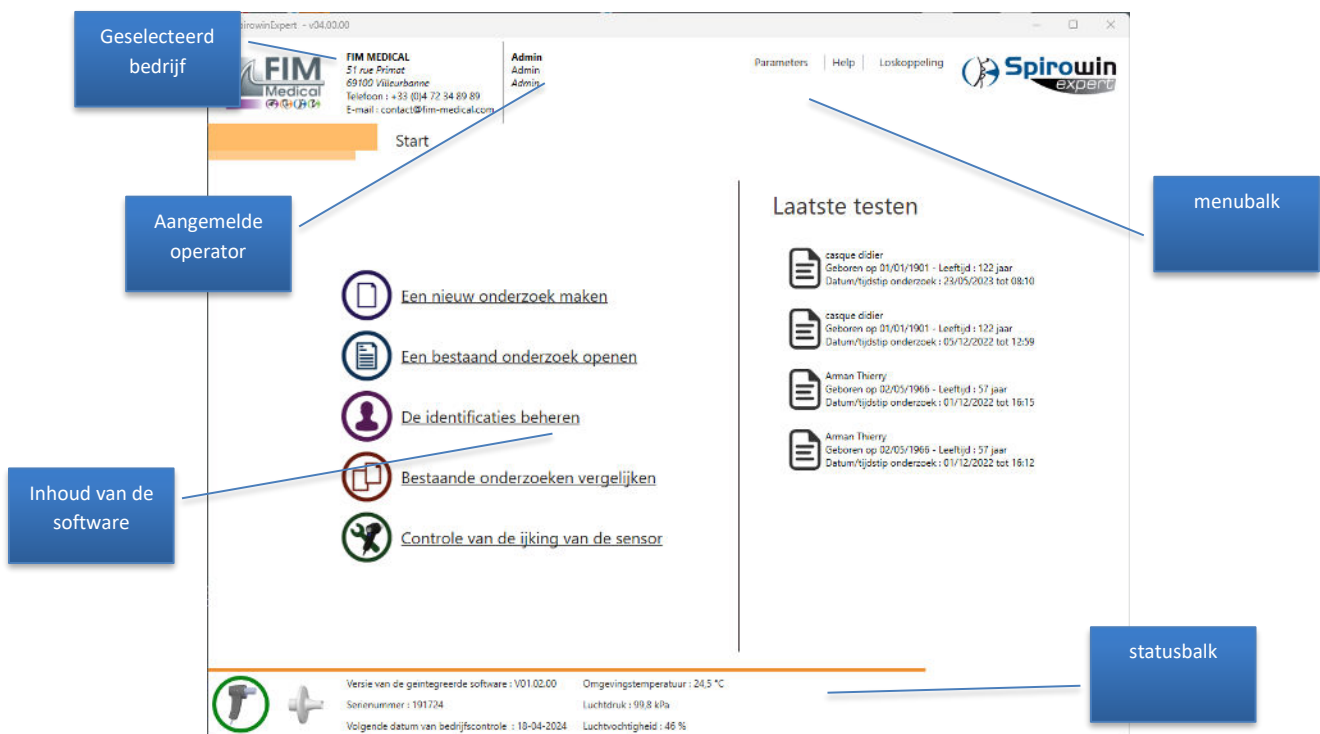 SpirowinExpert - v04.00.00
Geselecteerd
bedrijf
FIM
Medical
FIM MEDICAL
51 rue Primat
69100 Villeurbanne
Telefoon : +33 (0)4 72 34 89 89
E-mail : contact@fim-medical.com
Admin
Admin
Admin
Parameters
Help
Loskoppeling
Spirowin
expert
Start
Aangemelde
operator
menubalk
Laatste testen
casque didier
Geboren op 01/01/1901 - Leeftijd : 122 jaar
Datum/tijdstip onderzoek : 23/05/2023 tot 08:10
casque didier
Geboren op 01/01/1901 - Leeftijd : 122 jaar
Datum/tijdstip onderzoek : 05/12/2022 tot 12:59
Arman Thierry
Geboren op 02/05/1966 - Leeftijd : 57 jaar
Datum/tijdstip onderzoek : 01/12/2022 tot 16:15
Arman Thierry
Geboren op 02/05/1966 - Leeftijd : 57 jaar
Datum/tijdstip onderzoek : 01/12/2022 tot 16:12
Een nieuw onderzoek maken
Een bestaand onderzoek openen
De identificaties beheren
Bestaande onderzoeken vergelijken
Controle van de ijking van de sensor
Inhoud van de
software
statusbalk
Versie van de geïntegreerde software : V01.02.00
Serienummer : 191724
Volgende datum van bedrijfscontrole : 18-04-2024
Omgevingstemperatuur : 24,5 °C
Luchtdruk : 99,8 kPa
Luchtvochtigheid : 46 %